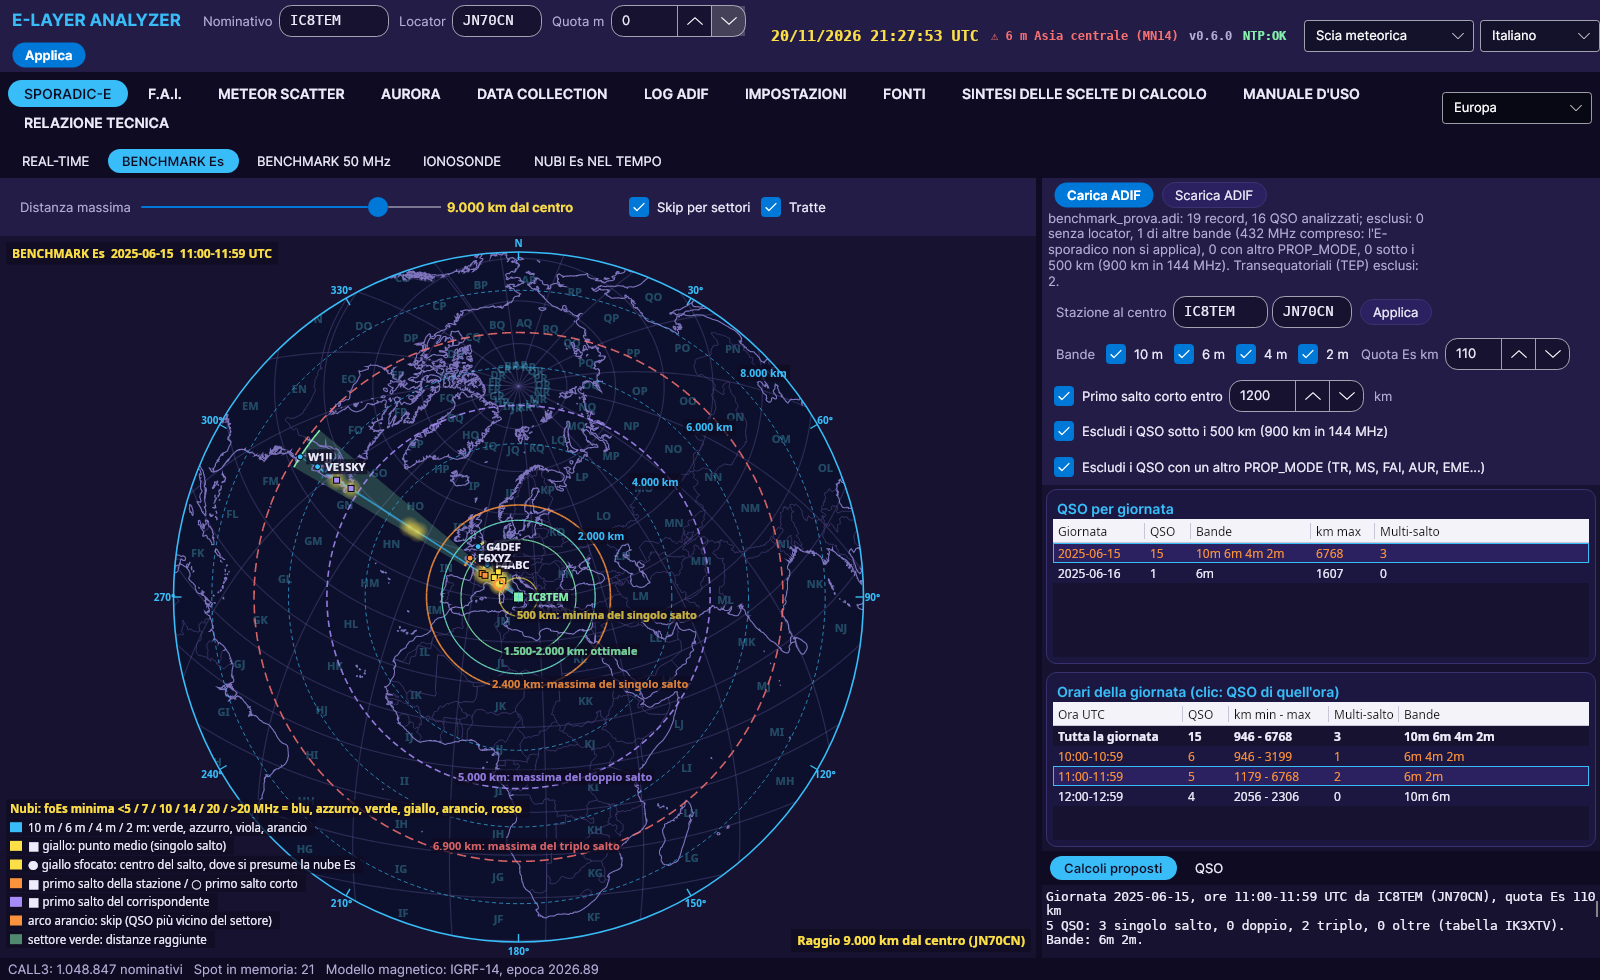 E-LAYER ANALYZER
Nominativo IC8TEM Locator JN70CN Quota m 0
20/11/2026 21:27:53 UTC ⚠ 6 m Asia centrale (MN14) v0.6.0 NTP:OK
Scia meteorica
Italiano
Applica
SPORADIC-E F.A.I. METEOR SCATTER AURORA DATA COLLECTION LOG ADIF IMPOSTAZIONI FONTI SINTESI DELLE SCELTE DI CALCOLO MANUALE D'USO
RELAZIONE TECNICA
Europa
REAL-TIME BENCHMARK Es BENCHMARK 50 MHz IONOSONDE NUBI Es NEL TEMPO
Distanza massima 9.000 km dal centro Skip per settori Tratte
BENCHMARK Es 2025-06-15 11:00-11:59 UTC
N
330°
30°
300°
60°
270°
90°
240°
120°
210°
150°
180°
8.000 km
6.000 km
4.000 km
2.000 km
VE1SKY
G4DEF
F6XYZ
IC8TEM
500 km: minima del singolo salto
1.500-2.000 km: ottimale
2.400 km: massima del singolo salto
5.000 km: massima del doppio salto
6.900 km: massima del triplo salto
Nubi: foEs minima <5 / 7 / 10 / 14 / 20 / >20 MHz = blu, azzurro, verde, giallo, arancio, rosso
10 m / 6 m / 4 m / 2 m: verde, azzurro, viola, arancio
giallo: punto medio (singolo salto)
giallo sfocato: centro del salto, dove si presume la nube Es
primo salto della stazione / ○ primo salto corto
primo salto del corrispondente
arco arancio: skip (QSO più vicino del settore)
settore verde: distanze raggiunte
Raggio 9.000 km dal centro (JN70CN)
Carica ADIF Scarica ADIF
benchmark_prova.adi: 19 record, 16 QSO analizzati; esclusi: 0
senza locator, 1 di altre bande (432 MHz compreso: l'E-
sporadico non si applica), 0 con altro PROP_MODE, 0 sotto i
500 km (900 km in 144 MHz). Transequatoriali (TEP) esclusi:
2.
Stazione al centro IC8TEM JN70CN Applica
Bande 10 m 6 m 4 m 2 m Quota Es km 110
Primo salto corto entro 1200 km
Escludi i QSO sotto i 500 km (900 km in 144 MHz)
Escludi i QSO con un altro PROP_MODE (TR, MS, FAI, AUR, EME...)
QSO per giornata
Giornata QSO Bande km max Multi-salto
2025-06-15 15 10m 6m 4m 2m 6768 3
2025-06-16 1 6m 1607 0
Orari della giornata (clic: QSO di quell'ora)
Ora UTC QSO km min - max Multi-salto Bande
Tutta la giornata 15 946 - 6768 3 10m 6m 4m 2m
10:00-10:59 6 946 - 3199 1 6m 4m 2m
11:00-11:59 5 1179 - 6768 2 6m 2m
12:00-12:59 4 2056 - 2306 0 10m 6m
Calcoli proposti QSO
Giornata 2025-06-15, ore 11:00-11:59 UTC da IC8TEM (JN70CN), quota Es 110
km
5 QSO: 3 singolo salto, 0 doppio, 2 triplo, 0 oltre (tabella IK3XTV).
Bande: 6m 2m.
CALL3: 1.048.847 nominativi Spot in memoria: 21 Modello magnetico: IGRF-14, epoca 2026.89